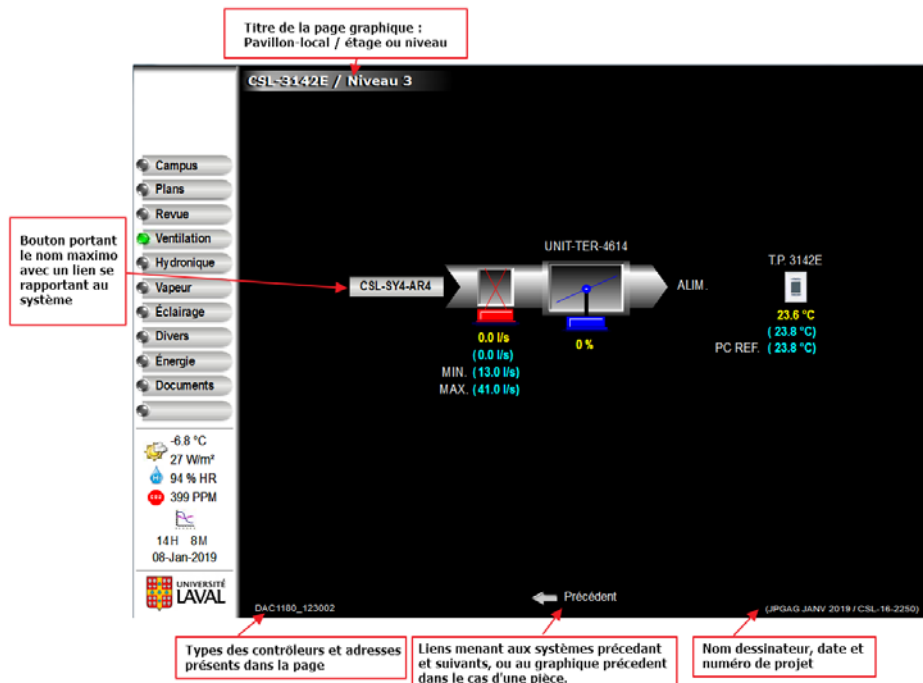 Titre de la page graphique :
Pavillon-local / étage ou niveau
CSL-3142E / Niveau 3
Campus
Plans
Revue
Ventilation
Hydronique
Vapeur
Éclairage
Divers
Énergie
Documents
Bouton portant
le nom maximo
avec un lien se
rapportant au
système
UNIT-TER-4614
CSL-SY4-AR4
ALIM.
T.P. 3142E
0.0 l/s
(0.0 l/s)
MIN. (13.0 l/s)
MAX. (41.0 l/s)
0 %
23.6 °C
(23.8 °C)
PC REF. (23.8 °C)
-6.8 °C
27 W/m²
94 % HR
399 PPM
14H 8M
08-Jan-2019
UNIVERSITÉ
LAVAL
DAC1180_123002
Précédent
(JPGAG JANV 2019 / CSL-16-2250)
Types des contrôleurs et adresses
présents dans la page
Liens menant aux systèmes précedant
et suivants, ou au graphique précedent
dans le cas d'une pièce.
Nom dessinateur, date et
numéro de projet